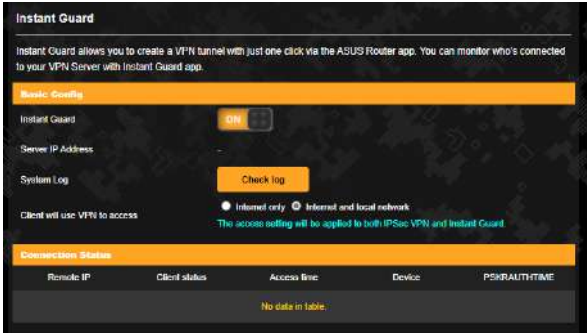 Instant Guard
Instant Guard allows you to create a VPN tunnel with just one click via the ASUS Router app. You can monitor who's connected
to your VPN Server with Instant Guard app.
Basic Config
Instant Guard
ON
Server IP Address
-
System Log
Check log
Internet only Internet and local network
Client will use VPN to access
The access setting will be applied to both IPSec VPN and Instant Guard.
Connection Status
Remote IP Client status Access time Device PSKRAUTHTIME
No data in table.